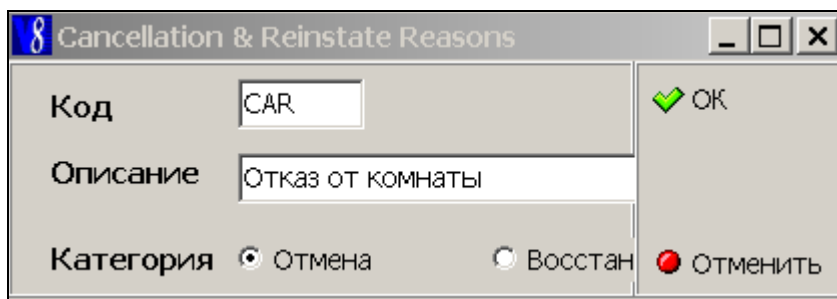 Cancellation & Reinstate Reasons
Код CAR OK
Описание Отказ от комнаты
Категория Отмена Восстан Отменить